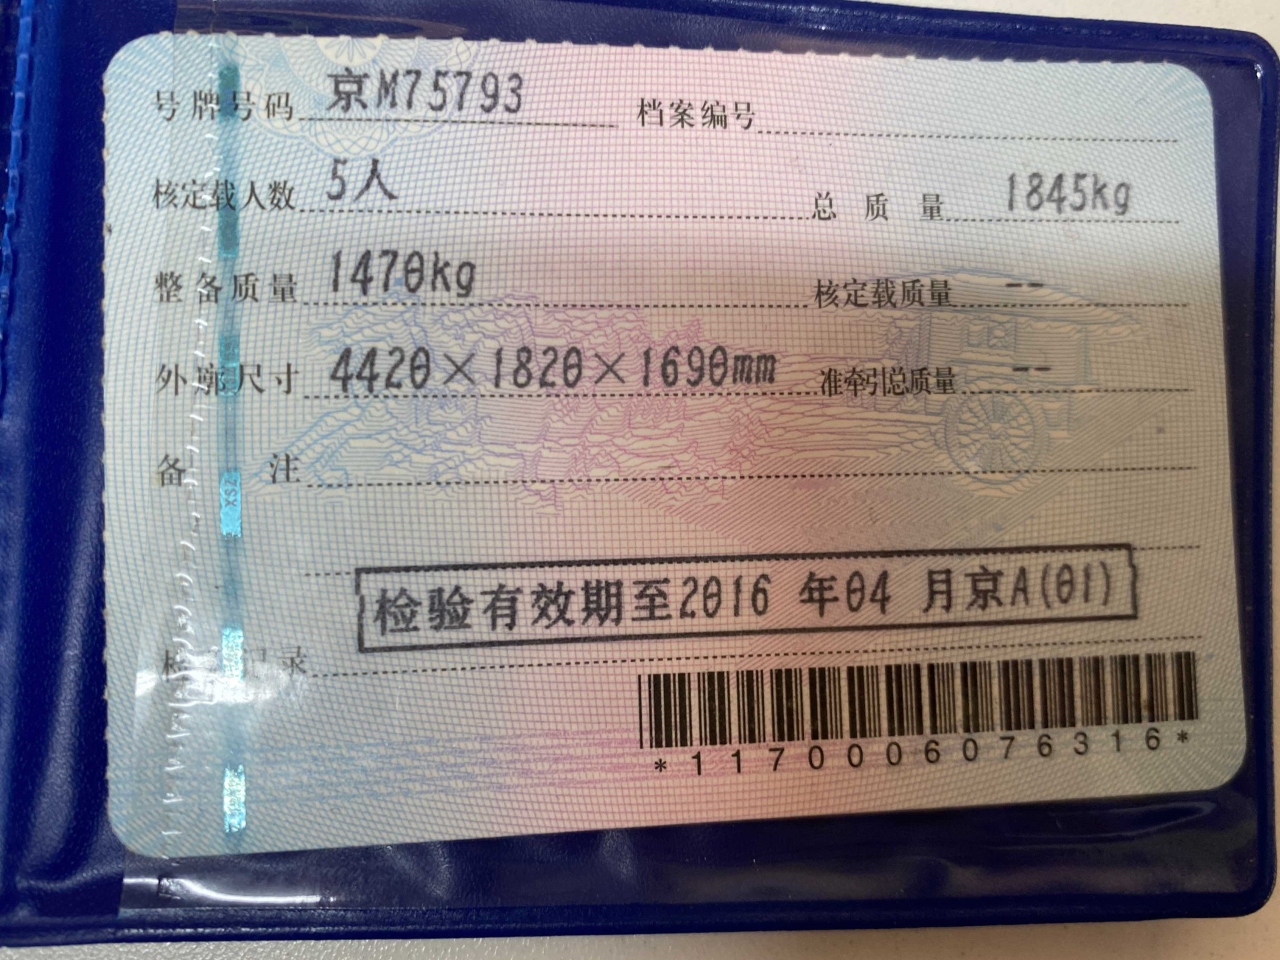 号牌号码 京M75793 档案编号
核定载人数 5人 总质量 1845kg
整备质量 1470kg 核定载质量 --
外廓尺寸 4420×1820×1690mm 准牵引总质量 --
备注
XSZ
检验有效期至2016 年04 月京A(01)
录
*1170006076316*